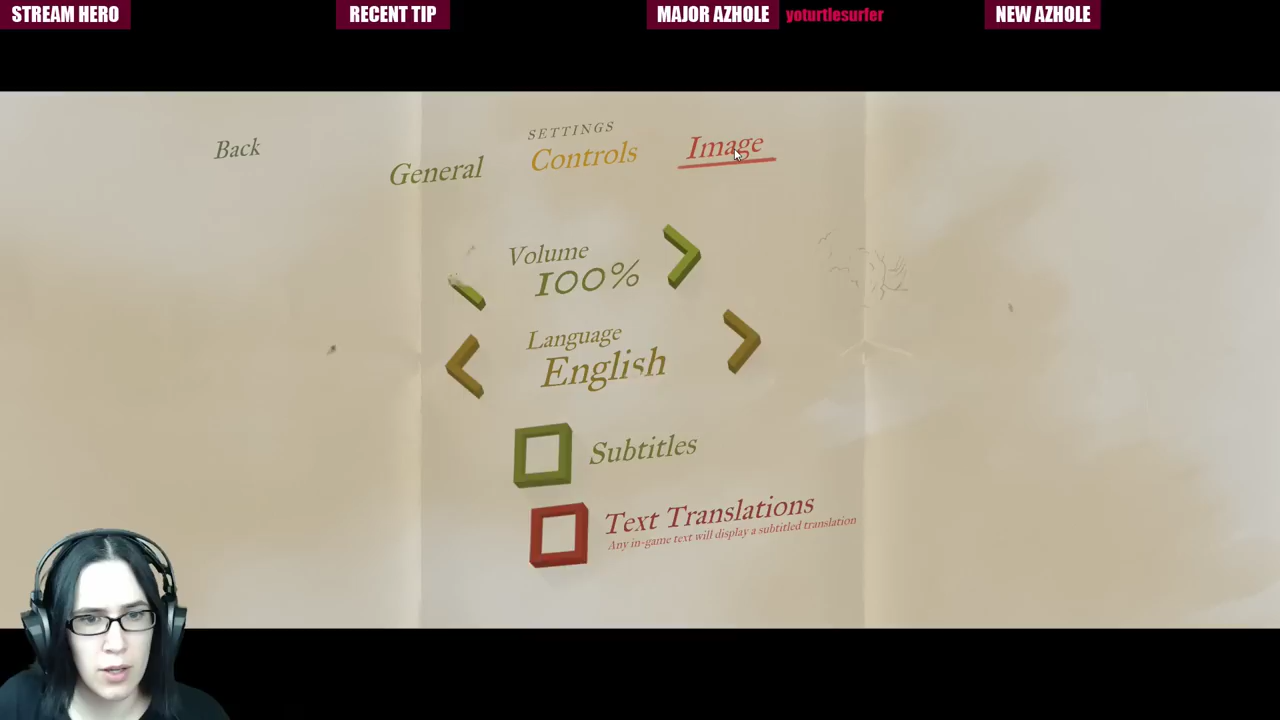 STREAM HERO
RECENT TIP
MAJOR AZHOLE yoturtlesurfer
NEW AZHOLE
Back
SETTINGS
General
Controls
Image
Volume
100%
Language
English
Subtitles
Text Translations
Any in-game text will display a subtitled translation